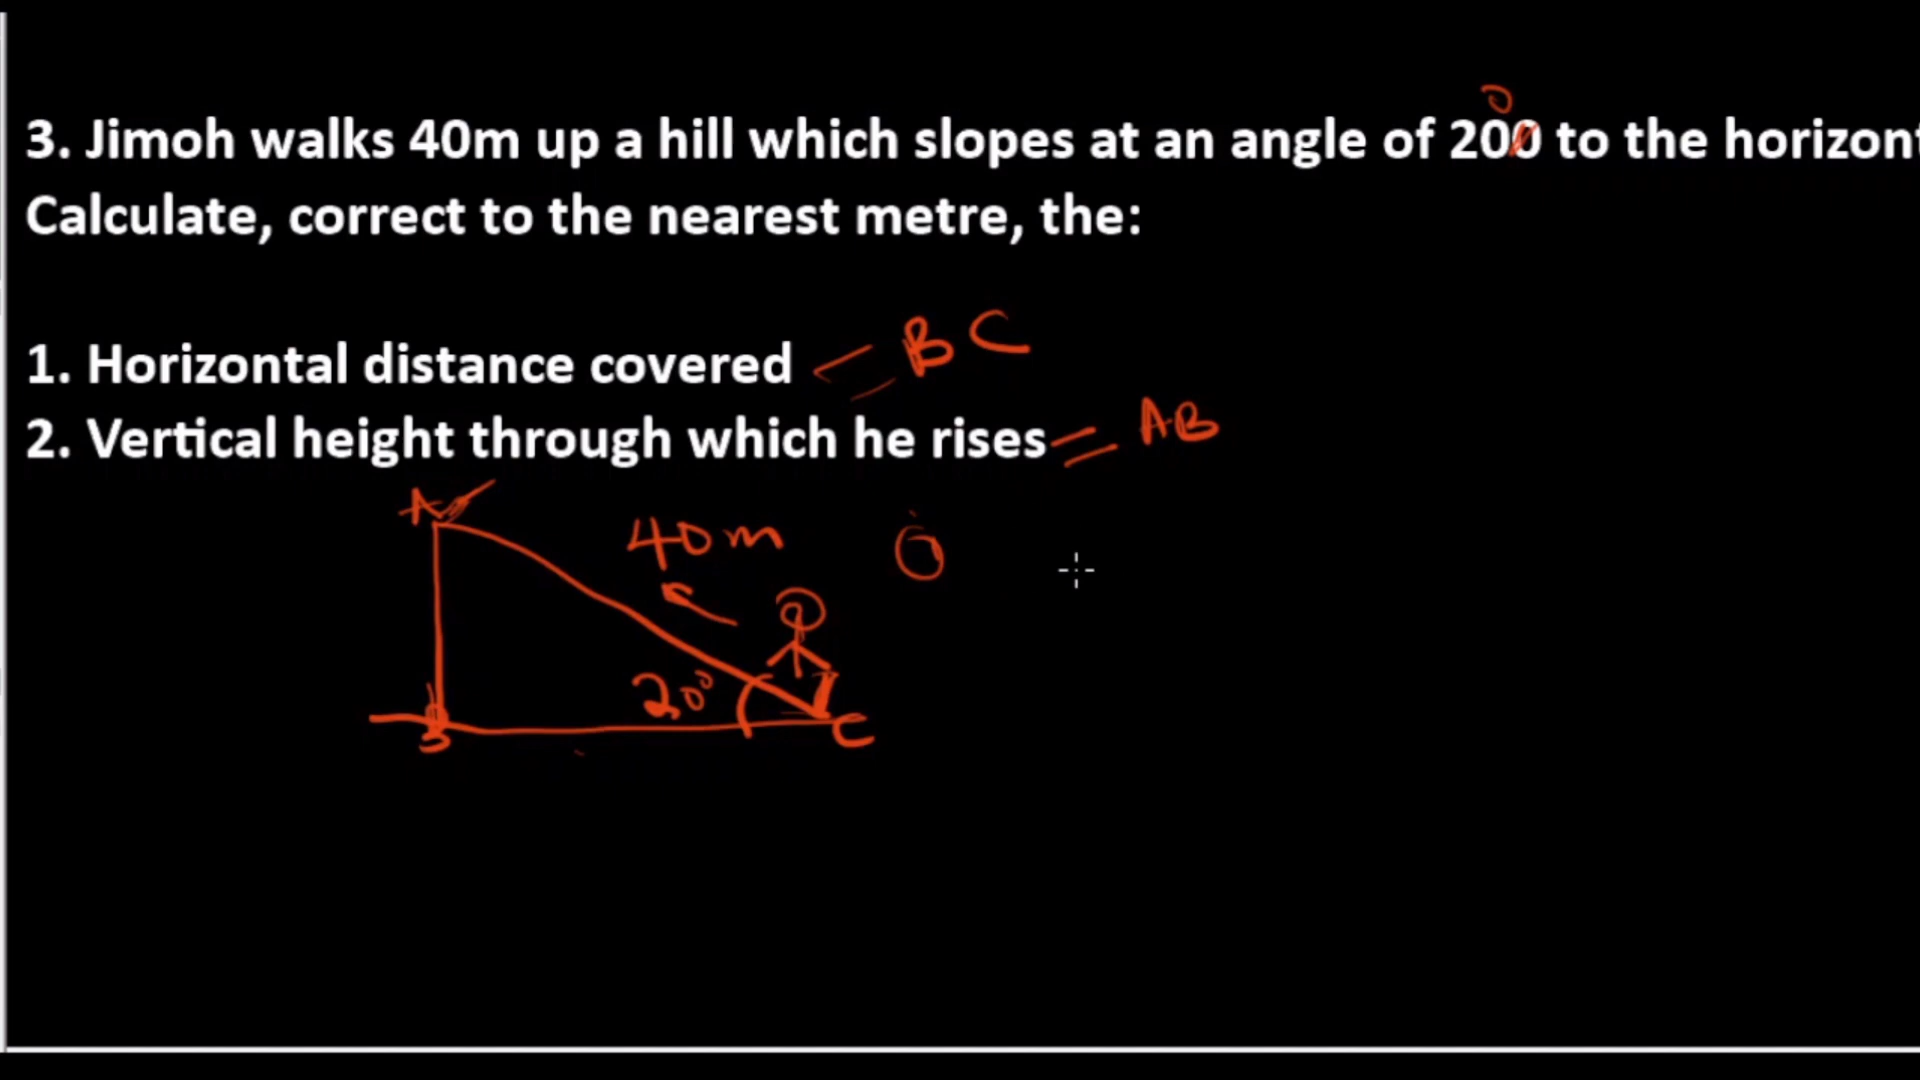 3. Jimoh walks 40m up a hill which slopes at an angle of 20° to the horizont
Calculate, correct to the nearest metre, the:
1. Horizontal distance covered = BC
2. Vertical height through which he rises = AB
A
40m
20°
B
C